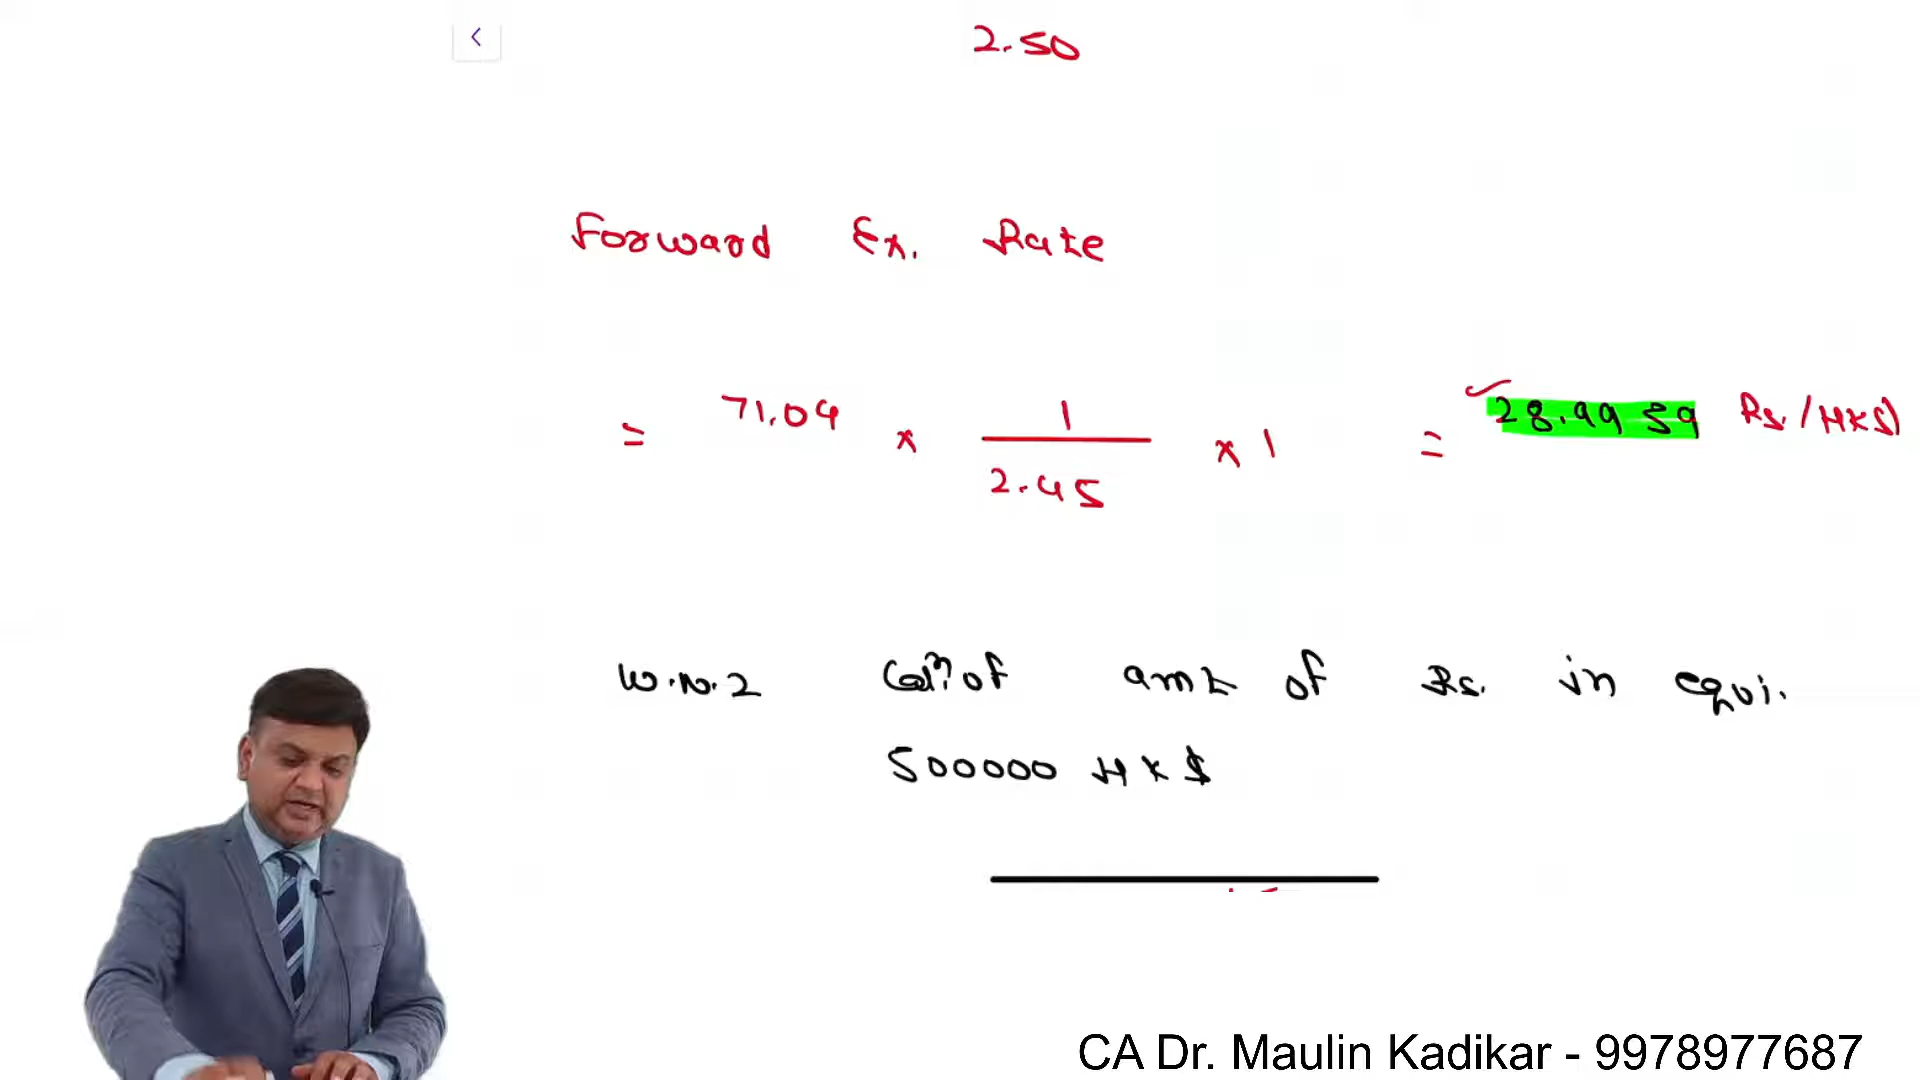 2.50
Forward Ex. Rate
= 71.04 × 1 / 2.45 × 1 = 28.9959 Rs./HK$
W.N.2 Caln of amt of Rs. in equi.
500000 HK$
CA Dr. Maulin Kadikar - 9978977687